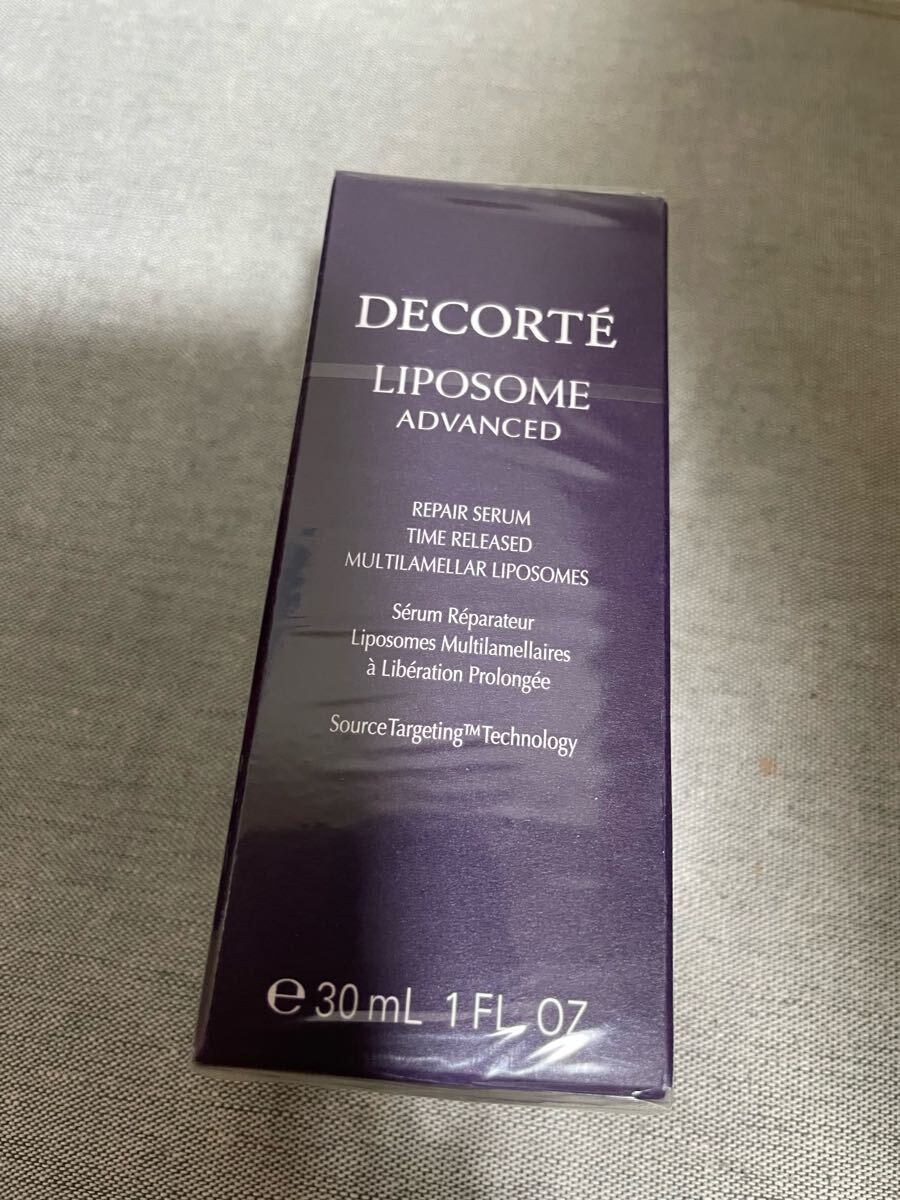 DECORTÉ
LIPOSOME
ADVANCED
REPAIR SERUM
TIME RELEASED
MULTILAMELLAR LIPOSOMES
Sérum Réparateur
Liposomes Multilamellaires
à Libération Prolongée
SourceTargeting™Technology
℮ 30 mL 1 FL OZ